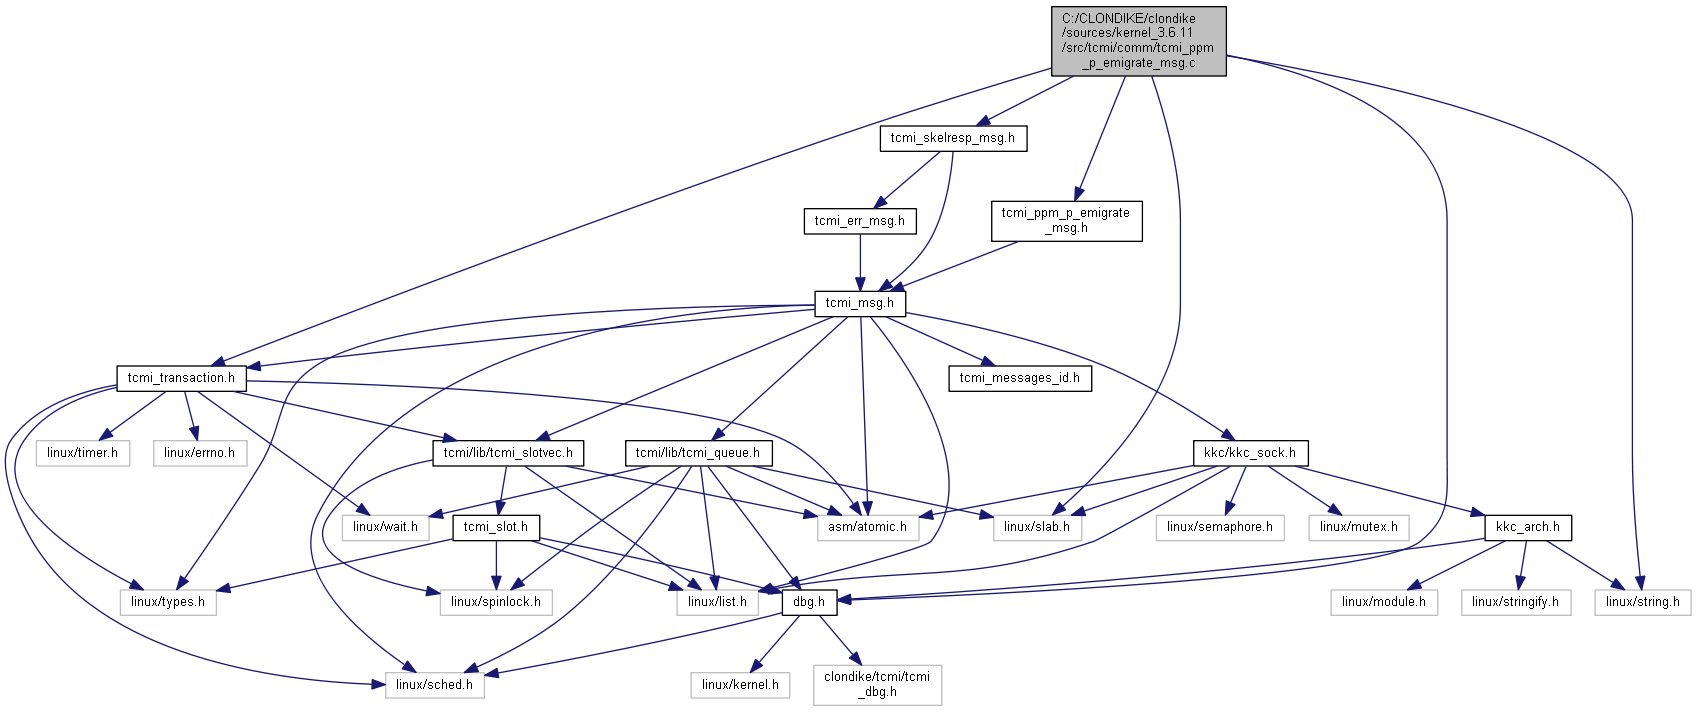 C:/CLONDIKE/clondike
/sources/kernel_3.6.11
/src/tcmi/comm/tcmi_ppm
_p_emigrate_msg.c
tcmi_skelresp_msg.h
tcmi_err_msg.h
tcmi_ppm_p_emigrate
_msg.h
tcmi_msg.h
tcmi_transaction.h
tcmi_messages_id.h
linux/timer.h
linux/errno.h
tcmi/lib/tcmi_slotvec.h
tcmi/lib/tcmi_queue.h
kkc/kkc_sock.h
linux/wait.h
tcmi_slot.h
asm/atomic.h
linux/slab.h
linux/semaphore.h
linux/mutex.h
kkc_arch.h
linux/types.h
linux/spinlock.h
linux/list.h
dbg.h
linux/module.h
linux/stringify.h
linux/string.h
linux/sched.h
linux/kernel.h
clondike/tcmi/tcmi
_dbg.h